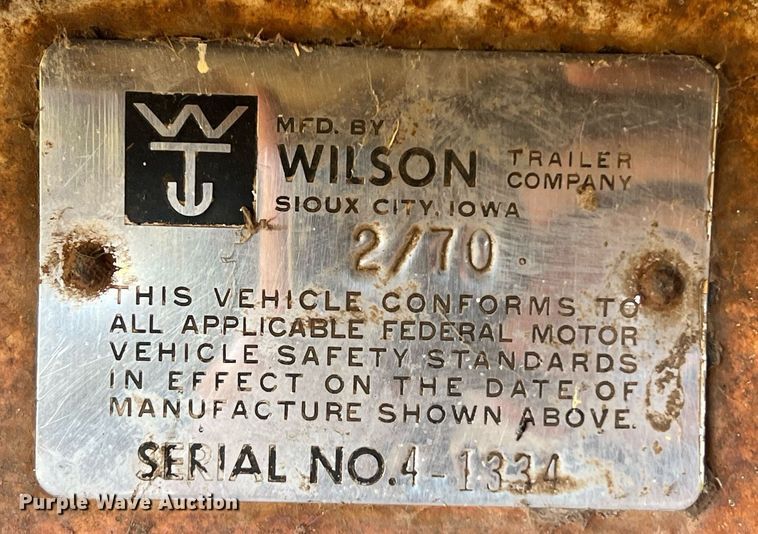 WTJ
MFD. BY
WILSON TRAILER COMPANY
SIOUX CITY, IOWA
2/70
THIS VEHICLE CONFORMS TO
ALL APPLICABLE FEDERAL MOTOR
VEHICLE SAFETY STANDARDS
IN EFFECT ON THE DATE OF
MANUFACTURE SHOWN ABOVE.
SERIAL NO. 4-1334
Purple Wave Auction